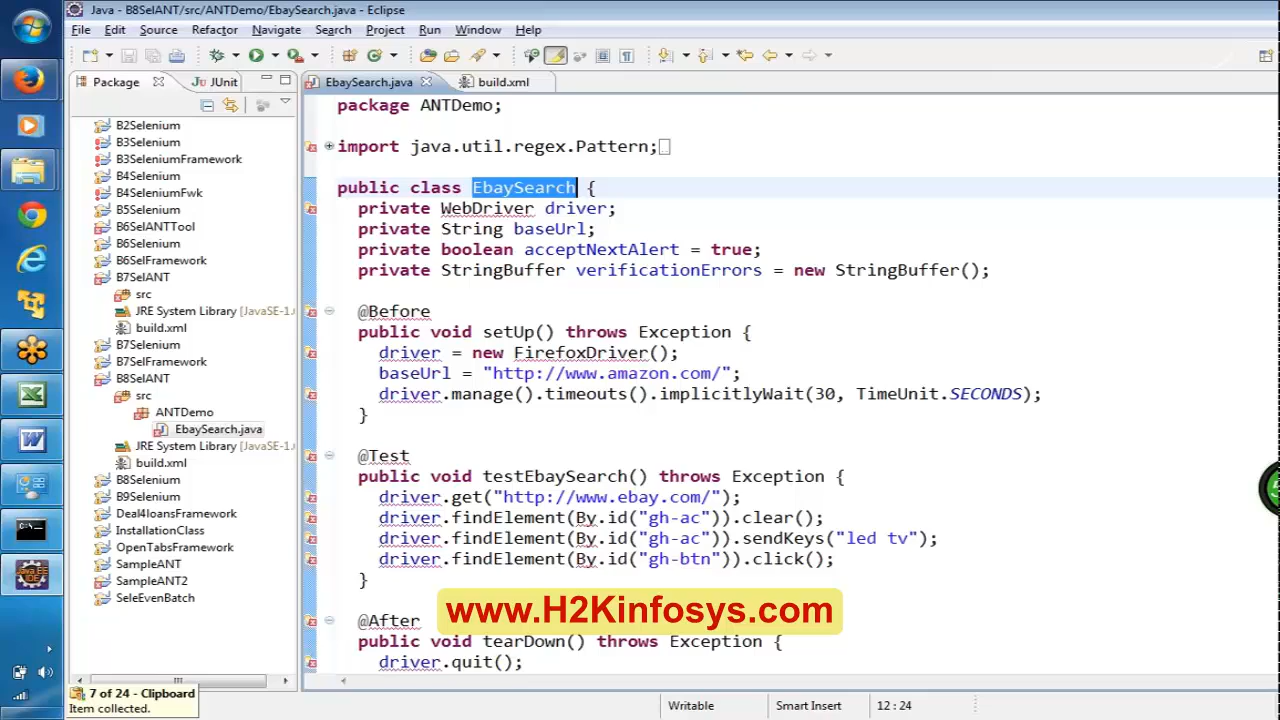 Java - B8SelANT/src/ANTDemo/EbaySearch.java - Eclipse
File Edit Source Refactor Navigate Search Project Run Window Help
Package JUnit
EbaySearch.java build.xml
B2Selenium
B3Selenium
B3SeleniumFramework
B4Selenium
B4SeleniumFwk
B5Selenium
B6SelANTTool
B6Selenium
B6SelFramework
B7SelANT
src
JRE System Library [JavaSE-1.
build.xml
B7Selenium
B7SelFramework
B8SelANT
src
ANTDemo
EbaySearch.java
JRE System Library [JavaSE-1.
build.xml
B8Selenium
B9Selenium
Deal4loansFramework
InstallationClass
OpenTabsFramework
SampleANT
SampleANT2
SeleEvenBatch
package ANTDemo;
import java.util.regex.Pattern;
public class EbaySearch {
private WebDriver driver;
private String baseUrl;
private boolean acceptNextAlert = true;
private StringBuffer verificationErrors = new StringBuffer();
@Before
public void setUp() throws Exception {
driver = new FirefoxDriver();
baseUrl = "http://www.amazon.com/";
driver.manage().timeouts().implicitlyWait(30, TimeUnit.SECONDS);
}
@Test
public void testEbaySearch() throws Exception {
driver.get("http://www.ebay.com/");
driver.findElement(By.id("gh-ac")).clear();
driver.findElement(By.id("gh-ac")).sendKeys("led tv");
driver.findElement(By.id("gh-btn")).click();
}
@After
public void tearDown() throws Exception {
driver.quit();
www.H2Kinfosys.com
7 of 24 - Clipboard
Item collected.
Writable Smart Insert 12 : 24